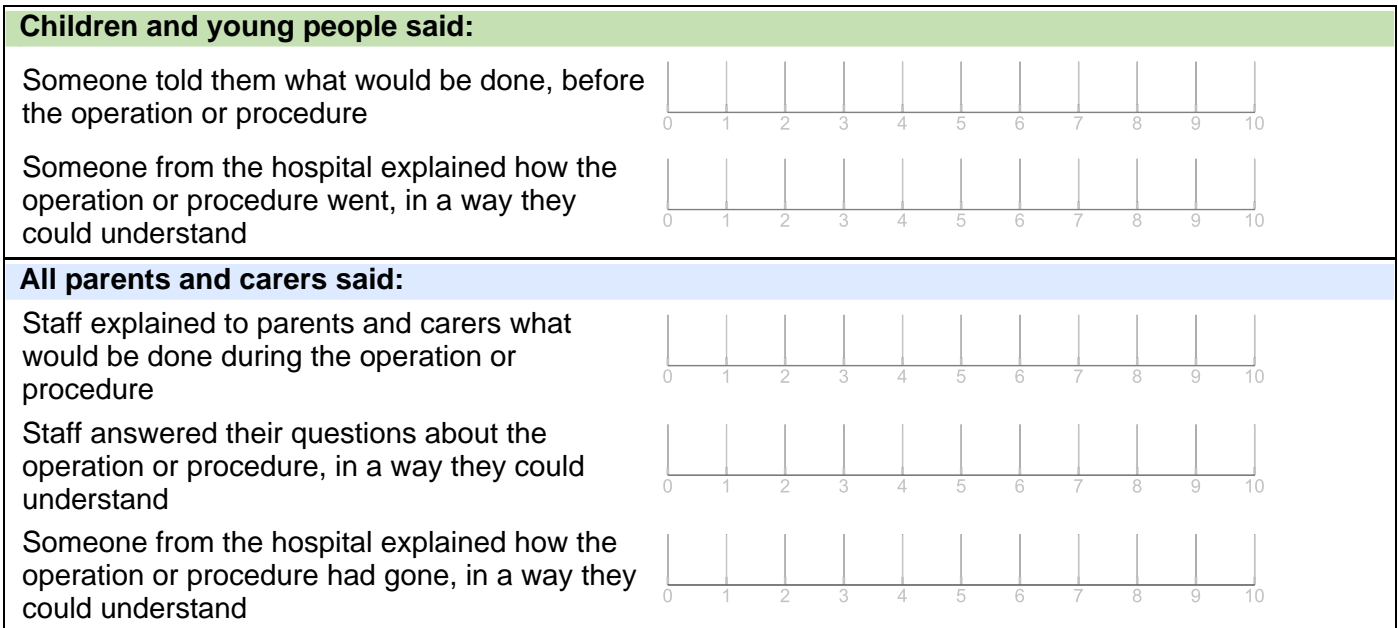 Children and young people said:
Someone told them what would be done, before
the operation or procedure
0 1 2 3 4 5 6 7 8 9 10
Someone from the hospital explained how the
operation or procedure went, in a way they
could understand
0 1 2 3 4 5 6 7 8 9 10
All parents and carers said:
Staff explained to parents and carers what
would be done during the operation or
procedure
0 1 2 3 4 5 6 7 8 9 10
Staff answered their questions about the
operation or procedure, in a way they could
understand
0 1 2 3 4 5 6 7 8 9 10
Someone from the hospital explained how the
operation or procedure had gone, in a way they
could understand
0 1 2 3 4 5 6 7 8 9 10